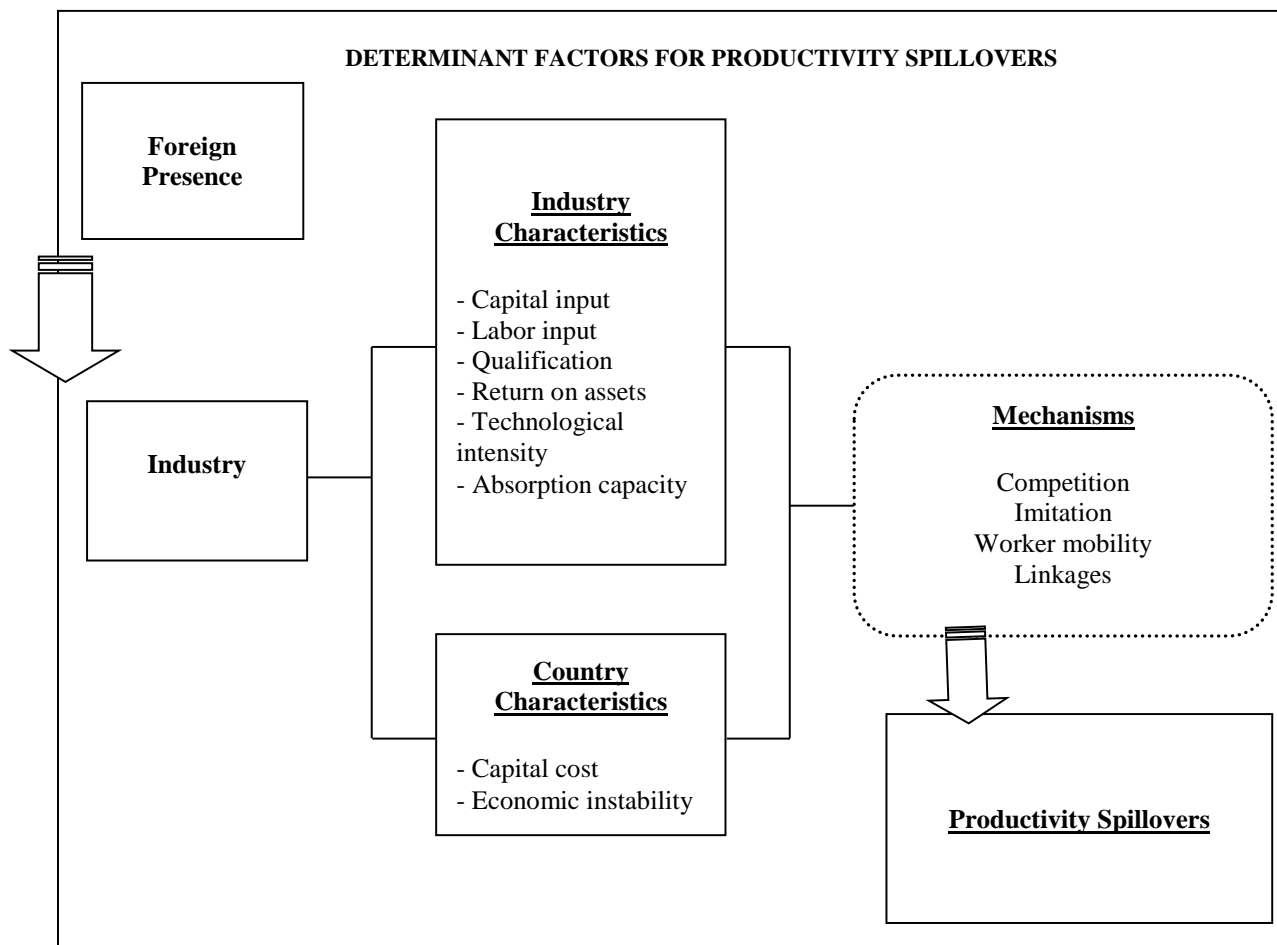 DETERMINANT FACTORS FOR PRODUCTIVITY SPILLOVERS
Foreign
Presence
Industry
Industry
Characteristics
- Capital input
- Labor input
- Qualification
- Return on assets
- Technological
intensity
- Absorption capacity
Country
Characteristics
- Capital cost
- Economic instability
Mechanisms
Competition
Imitation
Worker mobility
Linkages
Productivity Spillovers